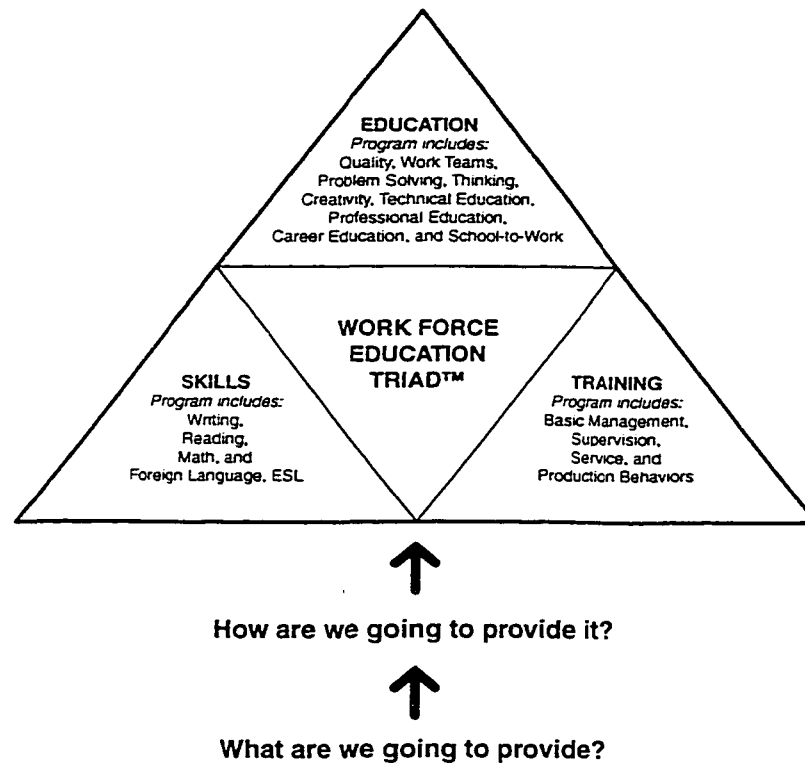 EDUCATION
Program includes:
Quality, Work Teams,
Problem Solving, Thinking,
Creativity, Technical Education,
Professional Education,
Career Education, and School-to-Work
WORK FORCE
EDUCATION
TRIAD™
SKILLS
Program includes:
Writing,
Reading,
Math, and
Foreign Language, ESL
TRAINING
Program includes:
Basic Management,
Supervision,
Service, and
Production Behaviors
How are we going to provide it?
What are we going to provide?